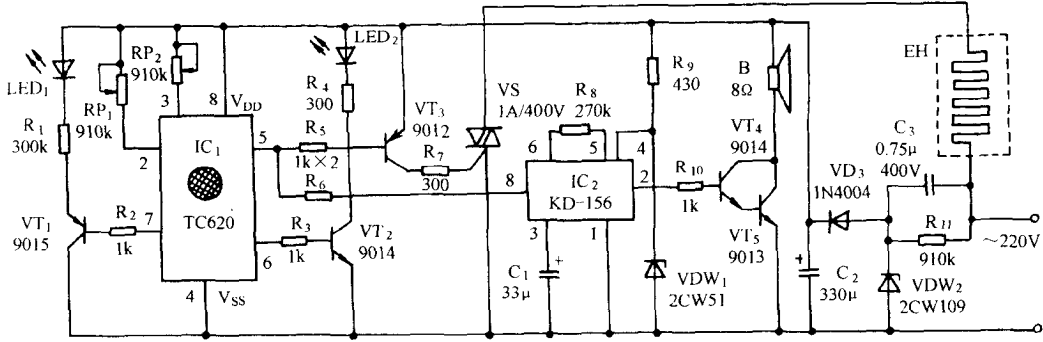 LED₁
RP₁
910k
RP₂
910k
3
8
V_DD
LED₂
R₄
300
VT₃
9012
VS
1A/400V
R₈
270k
R₉
430
B
8Ω
EH
R₁
300k
2
IC₁
TC620
5
R₅
1k×2
R₆
R₇
300
6
5
4
8
IC₂
KD-156
2
3
1
R₁₀
1k
VT₄
9014
VT₅
9013
VD₃
1N4004
C₃
0.75μ
400V
R₁₁
910k
~220V
VT₁
9015
R₂
1k
7
6
R₃
1k
VT₂
9014
4
V_SS
C₁
33μ
+
VDW₁
2CW51
+
C₂
330μ
VDW₂
2CW109